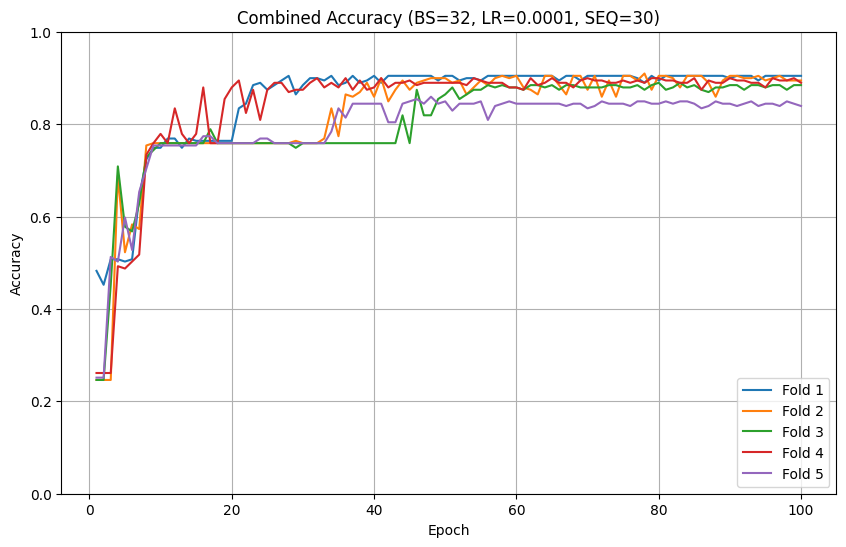 Combined Accuracy (BS=32, LR=0.0001, SEQ=30)
1.0
0.8
0.6
0.4
0.2
0.0
Accuracy
0 20 40 60 80 100
Epoch
Fold 1
Fold 2
Fold 3
Fold 4
Fold 5